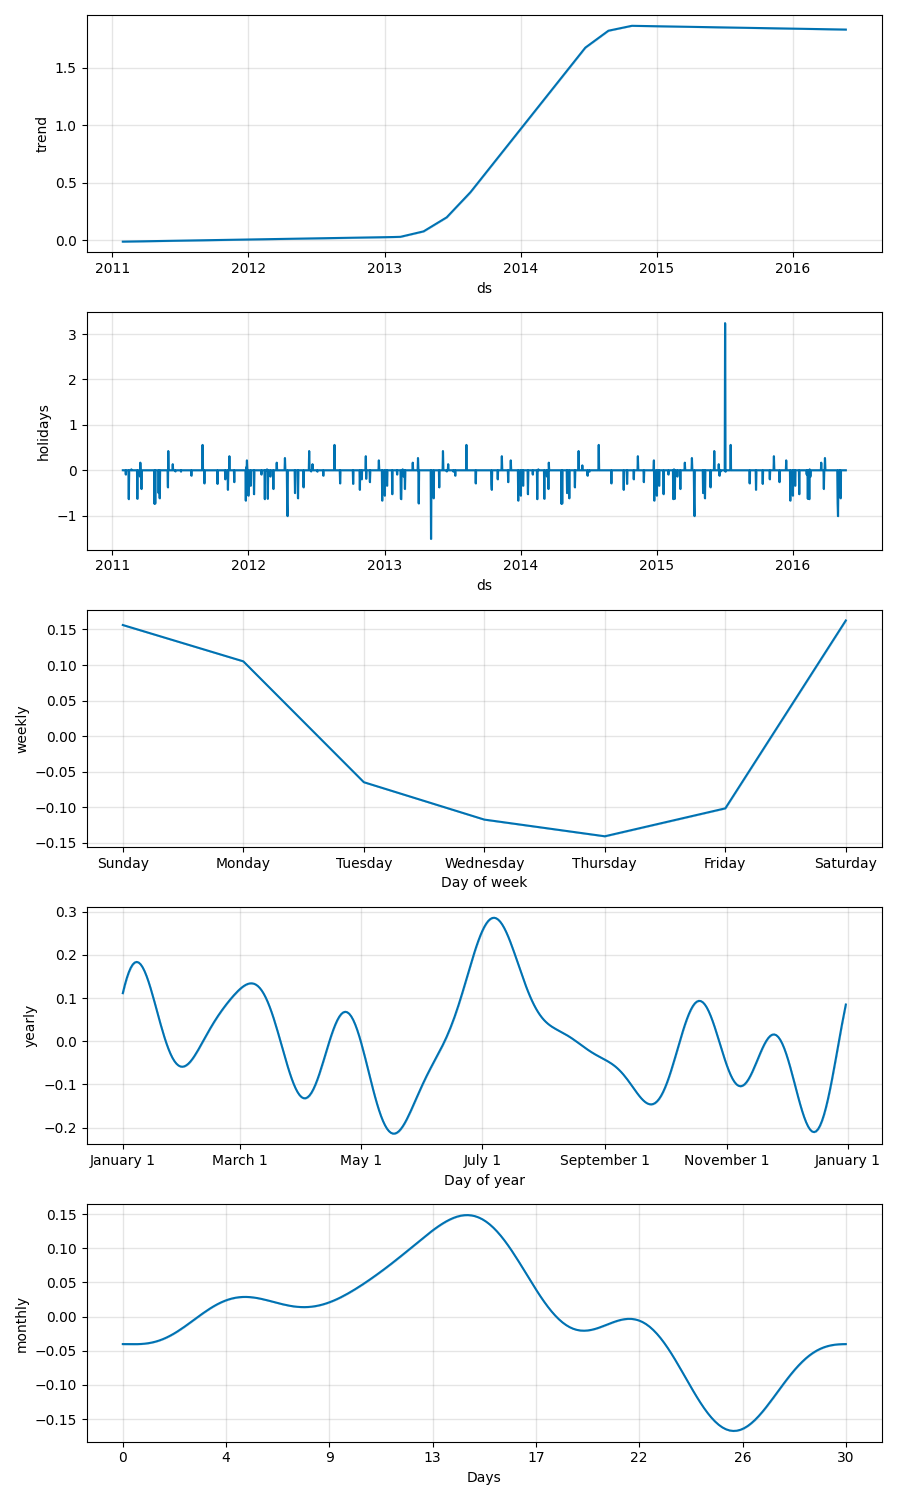 1.5
1.0
0.5
0.0
trend
2011 2012 2013 2014 2015 2016
ds
3
2
1
0
−1
holidays
2011 2012 2013 2014 2015 2016
ds
0.15
0.10
0.05
0.00
−0.05
−0.10
−0.15
weekly
Sunday Monday Tuesday Wednesday Thursday Friday Saturday
Day of week
0.3
0.2
0.1
0.0
−0.1
−0.2
yearly
January 1 March 1 May 1 July 1 September 1 November 1 January 1
Day of year
0.15
0.10
0.05
0.00
−0.05
−0.10
−0.15
monthly
0 4 9 13 17 22 26 30
Days